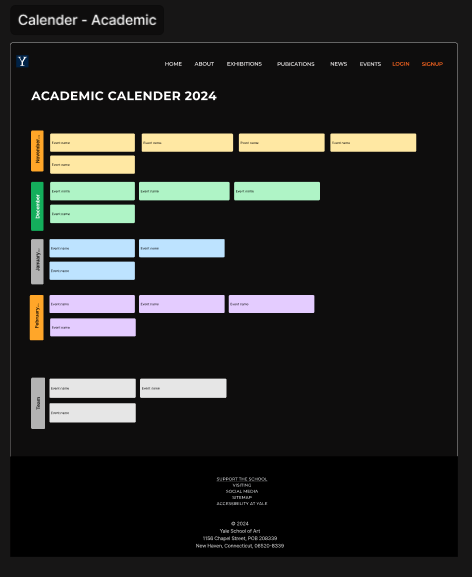 Calender - Academic
Y
HOME ABOUT EXHIBITIONS PUBICATIONS NEWS EVENTS LOGIN SIGNUP
ACADEMIC CALENDER 2024
November...
Event name Event name Event name Event name
Event name
December
Event name Event name Event name
Event name
January...
Event name Event name
Event name
February...
Event name Event name Event name
Event name
Team
Event name Event name
Event name
SUPPORT THE SCHOOL
VISITING
SOCIAL MEDIA
SITEMAP
ACCESSIBILITY AT YALE
© 2024
Yale School of Art
1156 Chapel Street, POB 208339
New Haven, Connecticut, 06520-8339